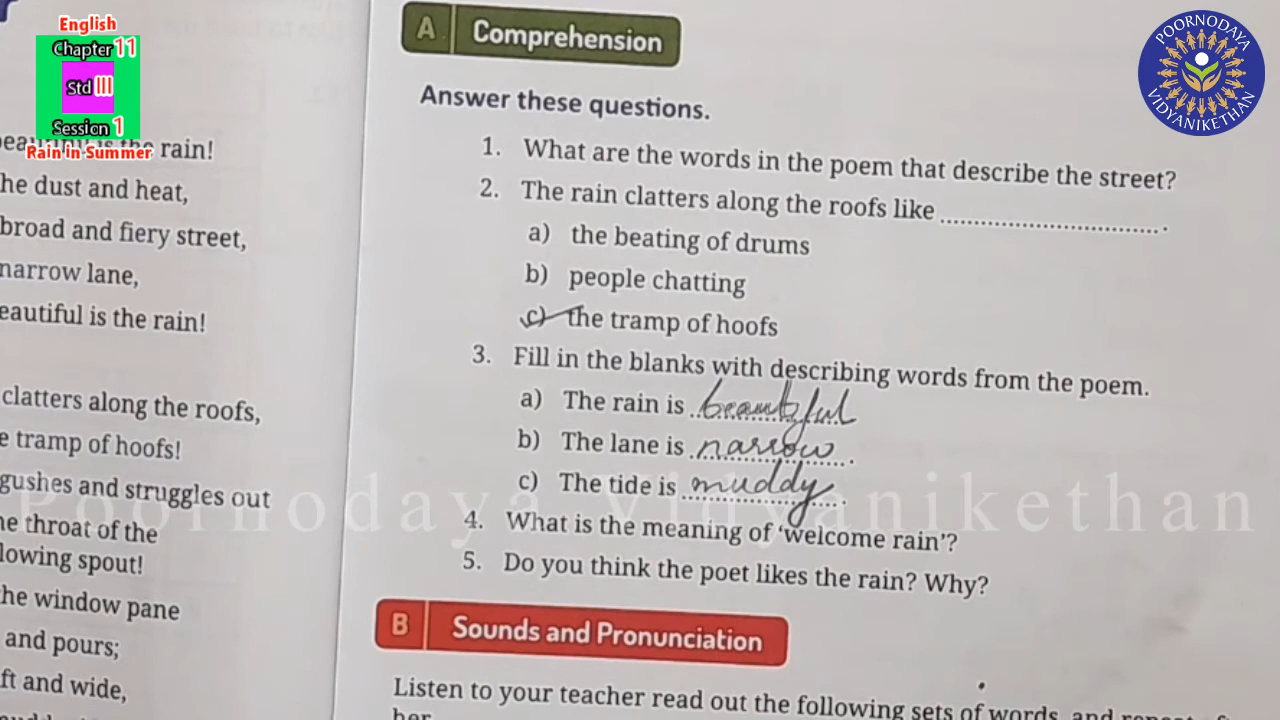 English
Chapter 11
Std III
Session 1
Rain in Summer
POORNODAYA VIDYANIKETHAN
is the rain!
he dust and heat,
broad and fiery street,
narrow lane,
eautiful is the rain!
clatters along the roofs,
e tramp of hoofs!
gushes and struggles out
he throat of the
lowing spout!
the window pane
and pours;
ft and wide,
A Comprehension
Answer these questions.
1. What are the words in the poem that describe the street?
2. The rain clatters along the roofs like ................................
a) the beating of drums
b) people chatting
c) the tramp of hoofs
3. Fill in the blanks with describing words from the poem.
a) The rain is beautiful
b) The lane is narrow.
c) The tide is muddy.
4. What is the meaning of ‘welcome rain’?
5. Do you think the poet likes the rain? Why?
Poornodaya Vidyanikethan
B Sounds and Pronunciation
Listen to your teacher read out the following sets of words, and repeat
her